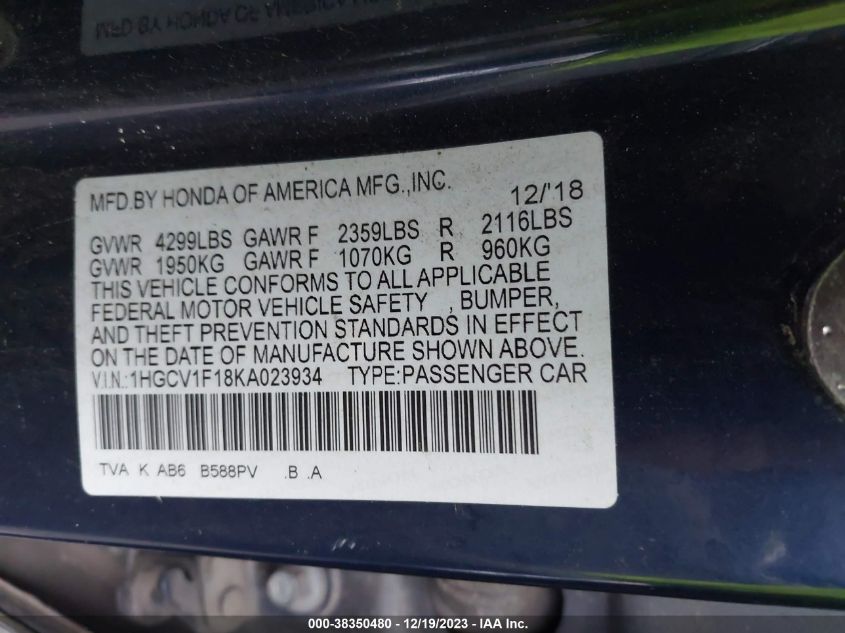 MFD.BY HONDA OF AMERICA MFG.,INC. 12/'18
GVWR 4299LBS GAWR F 2359LBS R 2116LBS
GVWR 1950KG GAWR F 1070KG R 960KG
THIS VEHICLE CONFORMS TO ALL APPLICABLE
FEDERAL MOTOR VEHICLE SAFETY , BUMPER,
AND THEFT PREVENTION STANDARDS IN EFFECT
ON THE DATE OF MANUFACTURE SHOWN ABOVE.
V.I.N.:1HGCV1F18KA023934 TYPE:PASSENGER CAR
TVA K AB6 B588PV .B .A
000-38350480 - 12/19/2023 - IAA Inc.